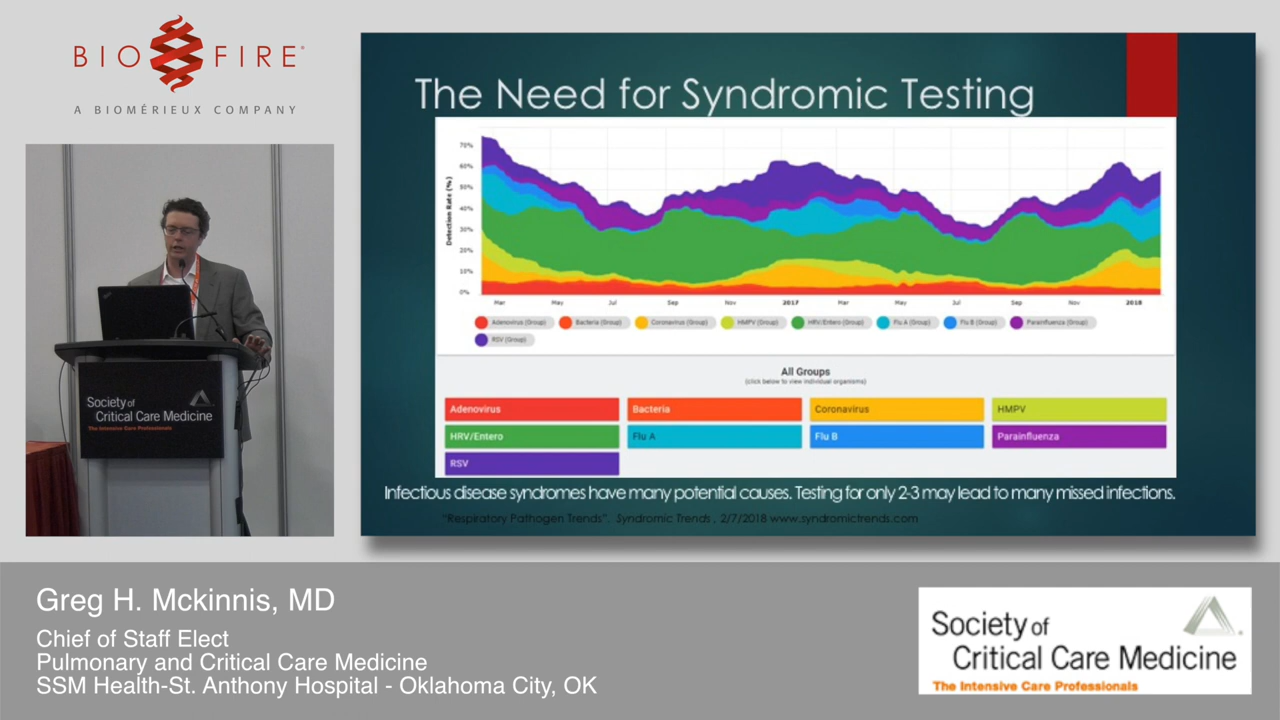 BIO FIRE®
A BIOMÉRIEUX COMPANY
Society of
Critical Care Medicine
The Intensive Care Professionals
The Need for Syndromic Testing
Detection Rate (%)
70%
60%
50%
40%
30%
20%
10%
0%
Mar May Jul Sep Nov 2017 Mar May Jul Sep Nov 2018
Adenovirus (Group) Bacteria (Group) Coronavirus (Group) HMPV (Group) HRV/Entero (Group) Flu A (Group) Flu B (Group) Parainfluenza (Group)
RSV (Group)
All Groups
(click below to view individual organisms)
Adenovirus Bacteria Coronavirus HMPV
HRV/Entero Flu A Flu B Parainfluenza
RSV
Infectious disease syndromes have many potential causes. Testing for only 2-3 may lead to many missed infections.
"Respiratory Pathogen Trends". Syndromic Trends , 2/7/2018 www.syndromictrends.com
Greg H. Mckinnis, MD
Chief of Staff Elect
Pulmonary and Critical Care Medicine
SSM Health-St. Anthony Hospital - Oklahoma City, OK
Society of
Critical Care Medicine
The Intensive Care Professionals